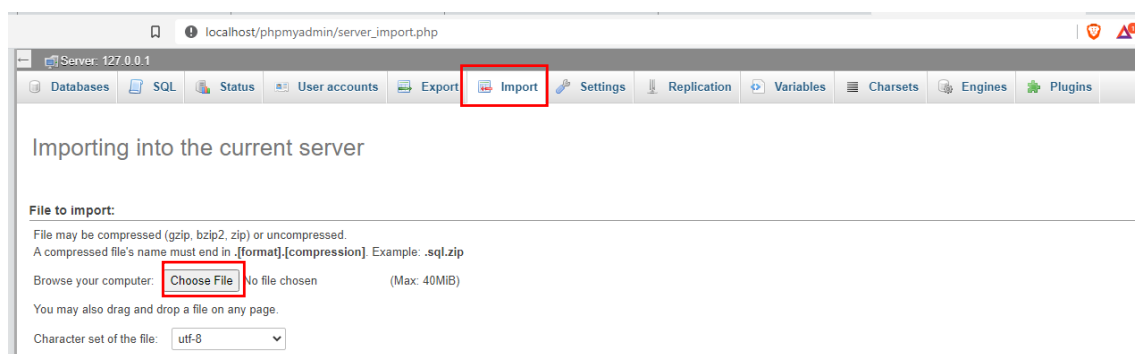 localhost/phpmyadmin/server_import.php
Server: 127.0.0.1
Databases SQL Status User accounts Export Import Settings Replication Variables Charsets Engines Plugins
Importing into the current server
File to import:
File may be compressed (gzip, bzip2, zip) or uncompressed.
A compressed file's name must end in .[format].[compression]. Example: .sql.zip
Browse your computer: Choose File No file chosen (Max: 40MiB)
You may also drag and drop a file on any page.
Character set of the file: utf-8